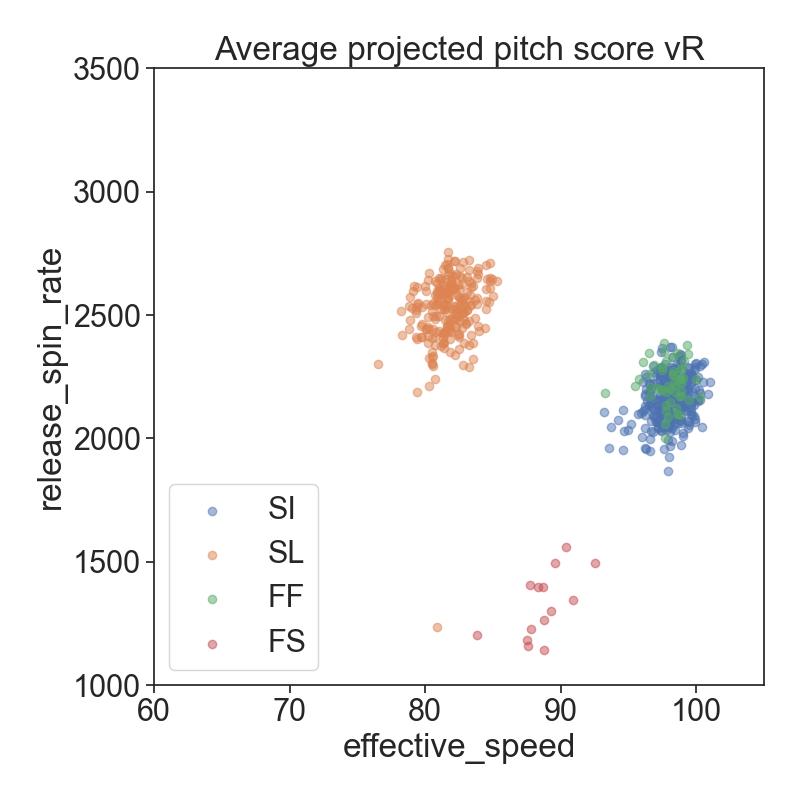 Average projected pitch score vR
3500
3000
2500
2000
1500
1000
release_spin_rate
SI
SL
FF
FS
60 70 80 90 100
effective_speed